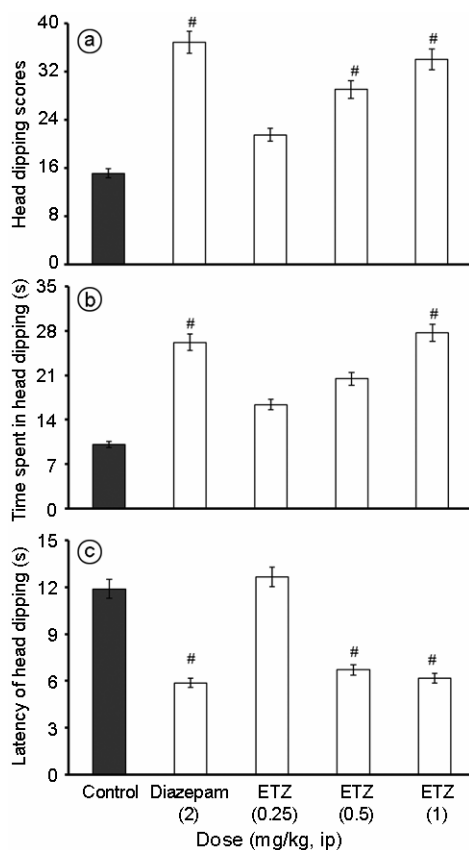 ⓐ
Head dipping scores
40
32
24
16
8
0
# # #
ⓑ
Time spent in head dipping (s)
35
28
21
14
7
0
# #
ⓒ
Latency of head dipping (s)
15
12
9
6
3
0
# # #
Control Diazepam ETZ ETZ ETZ
(2) (0.25) (0.5) (1)
Dose (mg/kg, ip)